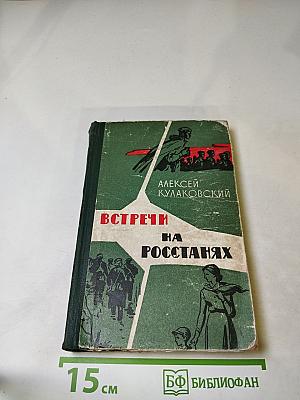 АЛЕКСЕЙ
КУЛАКОВСКИЙ
ВСТРЕЧИ
НА
РОССТАНЯХ
15 см
БФ БИБЛИОФАН